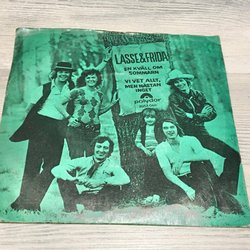 LASSE & FRIDA
EN KVÄLL OM
SOMMARN
VI VET ALLT,
MEN NÄSTAN
INGET
polydor